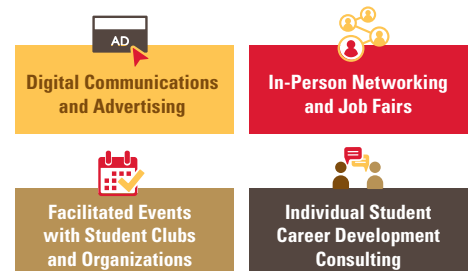 AD
Digital Communications
and Advertising
In-Person Networking
and Job Fairs
Facilitated Events
with Student Clubs
and Organizations
Individual Student
Career Development
Consulting